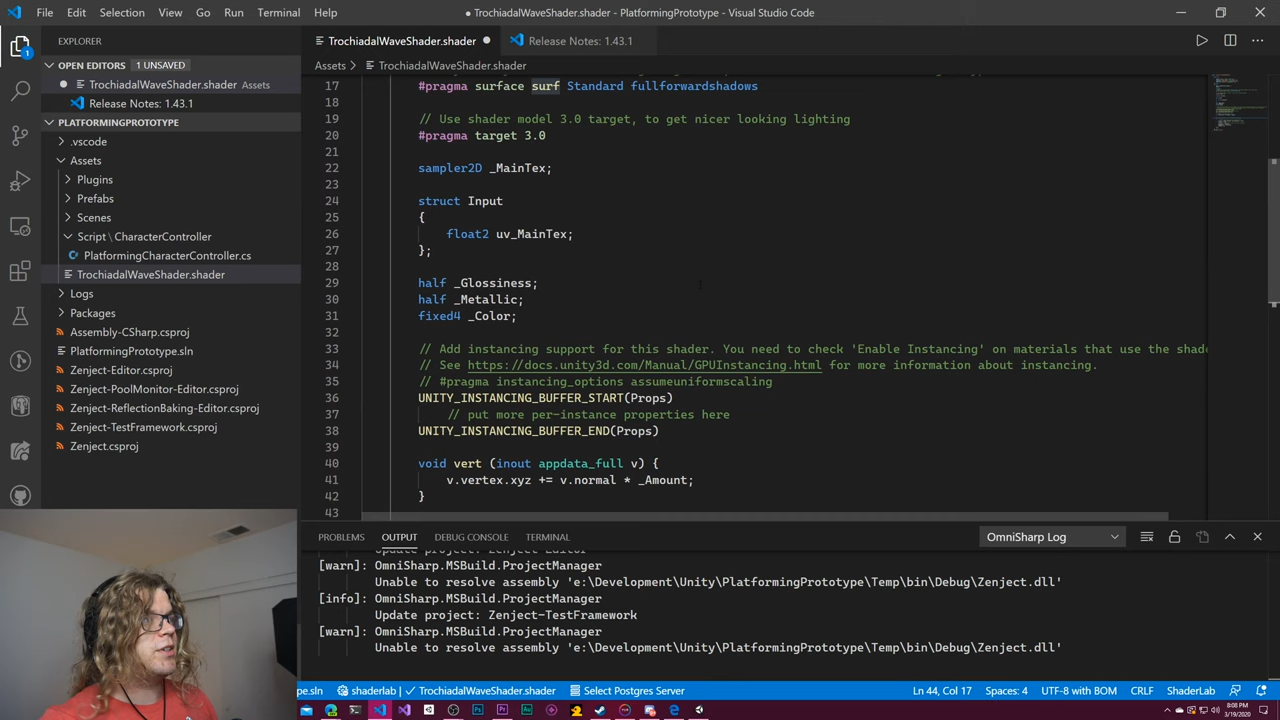 File Edit Selection View Go Run Terminal Help
● TrochiadalWaveShader.shader - PlatformingPrototype - Visual Studio Code
EXPLORER
OPEN EDITORS 1 UNSAVED
TrochiadalWaveShader.shader Assets
Release Notes: 1.43.1
PLATFORMINGPROTOTYPE
.vscode
Assets
Plugins
Prefabs
Scenes
Script \ CharacterController
PlatformingCharacterController.cs
TrochiadalWaveShader.shader
Logs
Packages
Assembly-CSharp.csproj
PlatformingPrototype.sln
Zenject-Editor.csproj
Zenject-PoolMonitor-Editor.csproj
Zenject-ReflectionBaking-Editor.csproj
Zenject-TestFramework.csproj
Zenject.csproj
TrochiadalWaveShader.shader ●
Release Notes: 1.43.1
Assets > TrochiadalWaveShader.shader
17 #pragma surface surf Standard fullforwardshadows
18
19 // Use shader model 3.0 target, to get nicer looking lighting
20 #pragma target 3.0
21
22 sampler2D _MainTex;
23
24 struct Input
25 {
26 float2 uv_MainTex;
27 };
28
29 half _Glossiness;
30 half _Metallic;
31 fixed4 _Color;
32
33 // Add instancing support for this shader. You need to check 'Enable Instancing' on materials that use the shade
34 // See https://docs.unity3d.com/Manual/GPUInstancing.html for more information about instancing.
35 // #pragma instancing_options assumeuniformscaling
36 UNITY_INSTANCING_BUFFER_START(Props)
37 // put more per-instance properties here
38 UNITY_INSTANCING_BUFFER_END(Props)
39
40 void vert (inout appdata_full v) {
41 v.vertex.xyz += v.normal * _Amount;
42 }
43
PROBLEMS OUTPUT DEBUG CONSOLE TERMINAL
OmniSharp Log
Update project: Zenject-Editor
[warn]: OmniSharp.MSBuild.ProjectManager
Unable to resolve assembly 'e:\Development\Unity\PlatformingPrototype\Temp\bin\Debug\Zenject.dll'
[info]: OmniSharp.MSBuild.ProjectManager
Update project: Zenject-TestFramework
[warn]: OmniSharp.MSBuild.ProjectManager
Unable to resolve assembly 'e:\Development\Unity\PlatformingPrototype\Temp\bin\Debug\Zenject.dll'
pe.sln shaderlab | ✓ TrochiadalWaveShader.shader Select Postgres Server
Ln 44, Col 17 Spaces: 4 UTF-8 with BOM CRLF ShaderLab
8:08 PM
3/19/2020